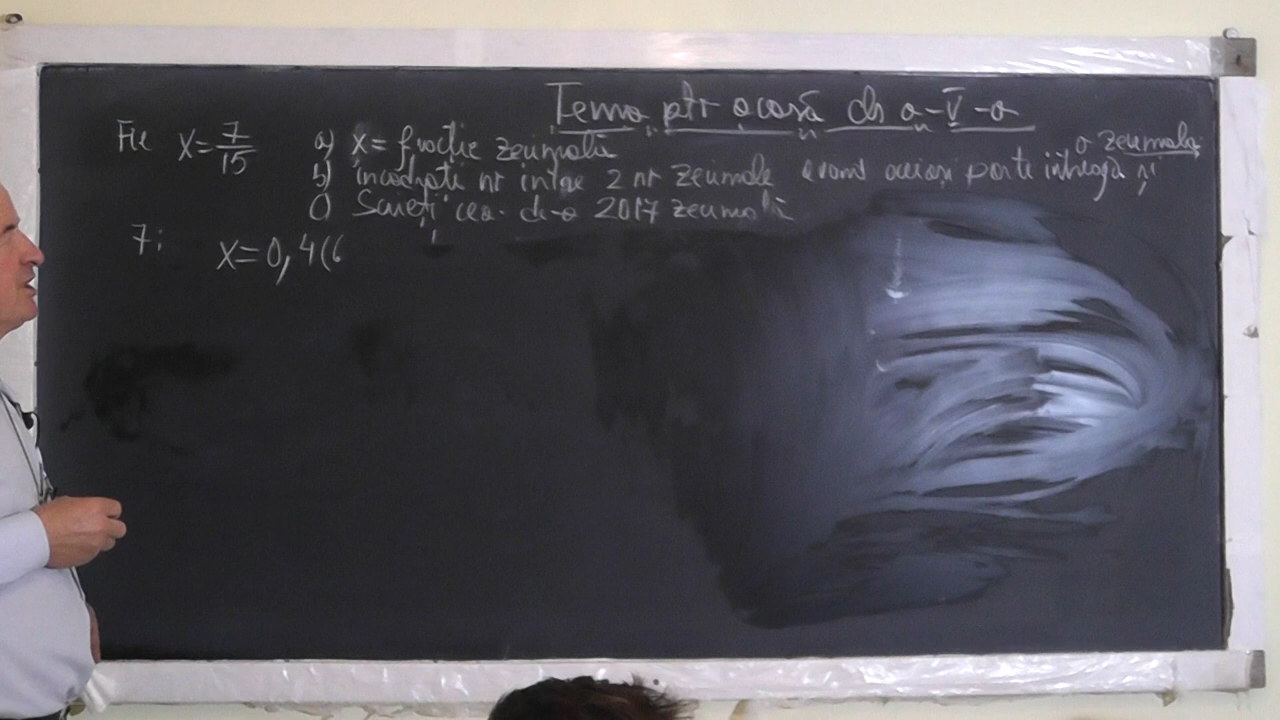 Tema ptr acasă cls a-V-a
Fie x=7/15 a) x= fracție zecimală
b) încadrați nr între 2 nr zecimale având aceeași parte întreagă și o zecimală
c) Scrieți cea de-a 2017 zecimală
7: x=0,4(6